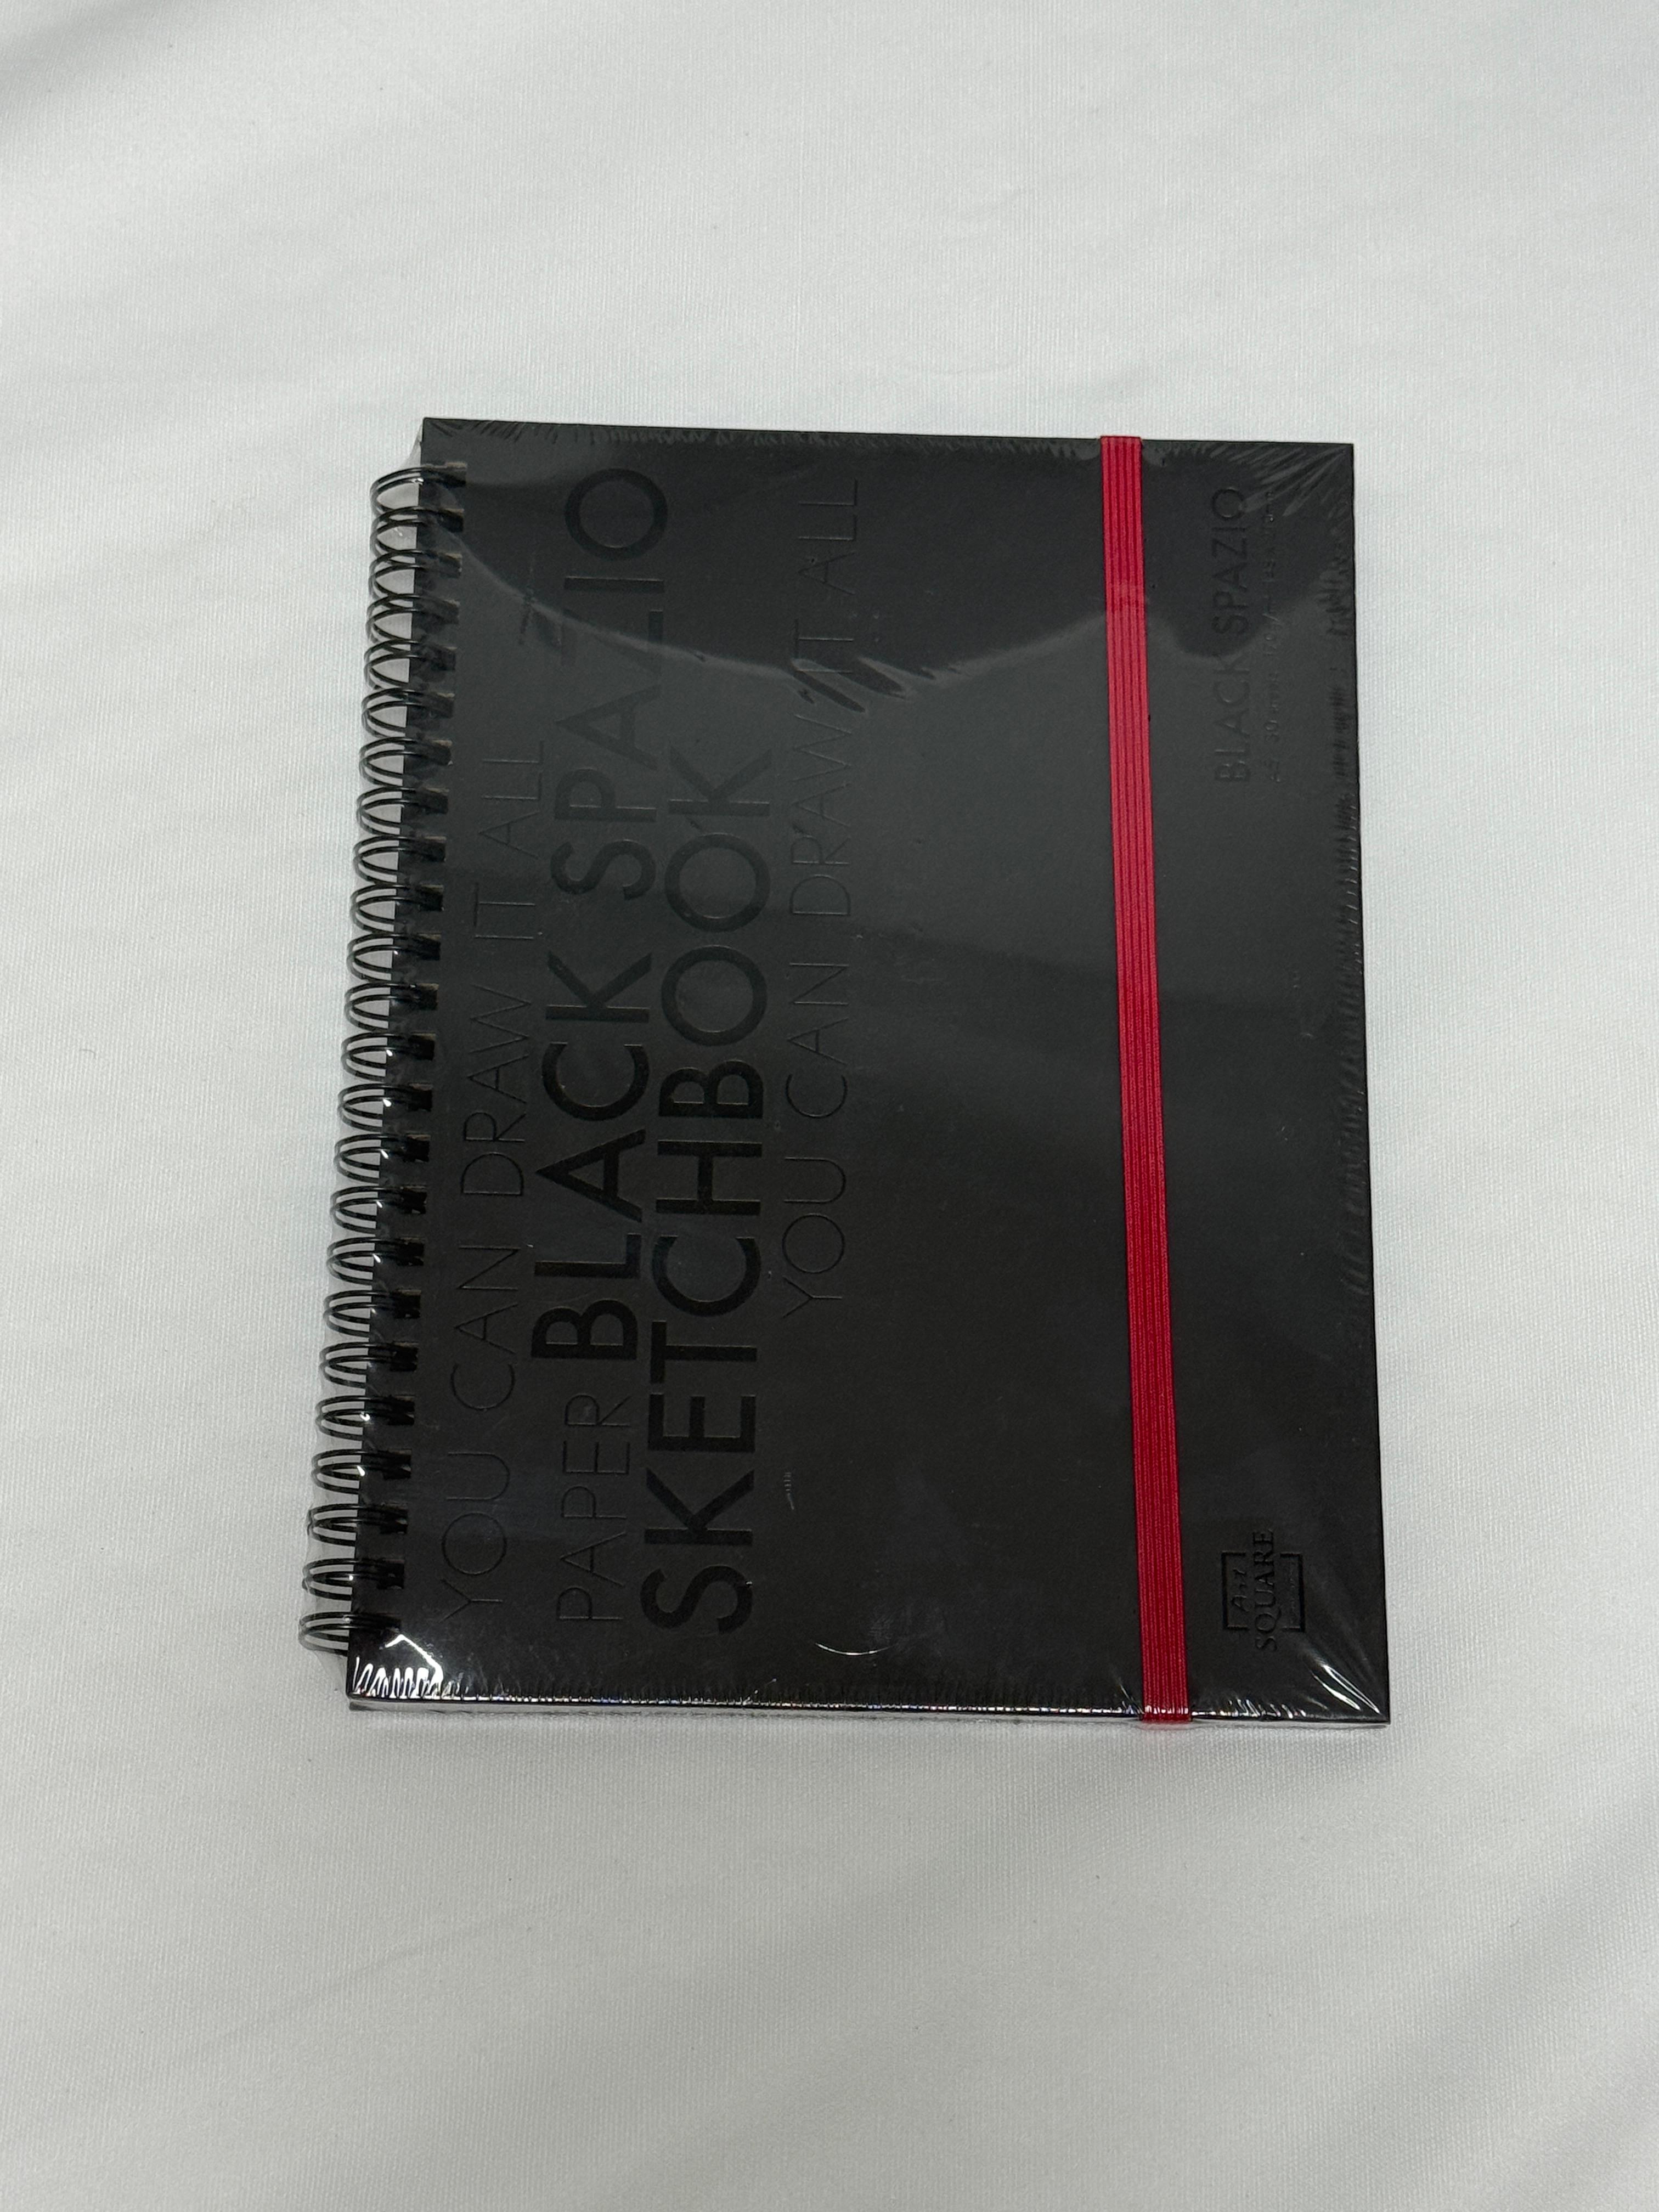 YOU CAN DRAW IT ALL
PAPER BLACK SPAZIO
SKETCHBOOK
YOU CAN DRAW IT ALL
BLACK SPAZIO
Art
SQUARE